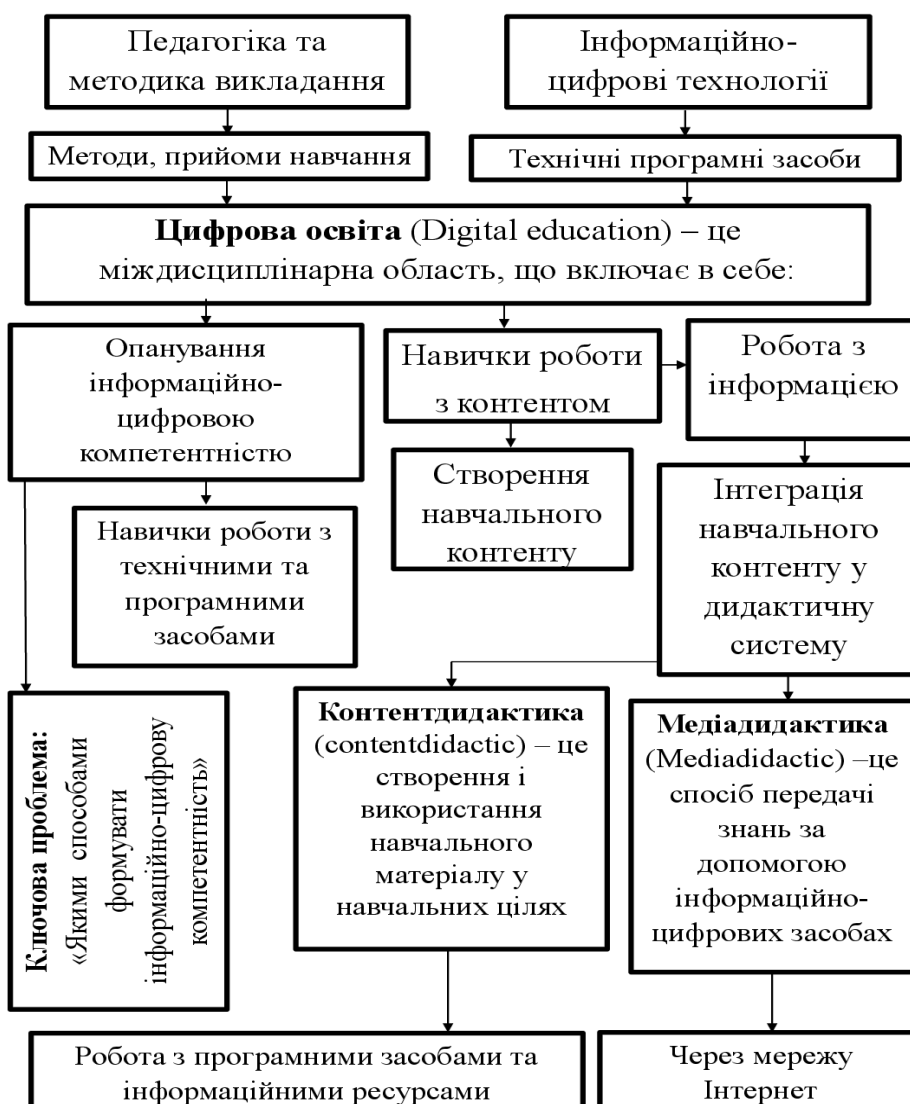 Педагогіка та
методика викладання
Інформаційно-
цифрові технології
Методи, прийоми навчання
Технічні програмні засоби
Цифрова освіта (Digital education) – це
міждисциплінарна область, що включає в себе:
Опанування
інформаційно-
цифровою
компетентністю
Навички роботи
з контентом
Робота з
інформацією
Створення
навчального
контенту
Інтеграція
навчального
контенту у
дидактичну
систему
Навички роботи з
технічними та
програмними
засобами
Ключова проблема:
«Якими способами
формувати
інформаційно-цифрову
компетентність»
Контентдидактика
(contentdidactic) – це
створення і
використання
навчального
матеріалу у
навчальних цілях
Медіадидактика
(Mediadidactic) –це
спосіб передачі
знань за
допомогою
інформаційно-
цифрових засобах
Робота з програмними засобами та
інформаційними ресурсами
Через мережу
Інтернет